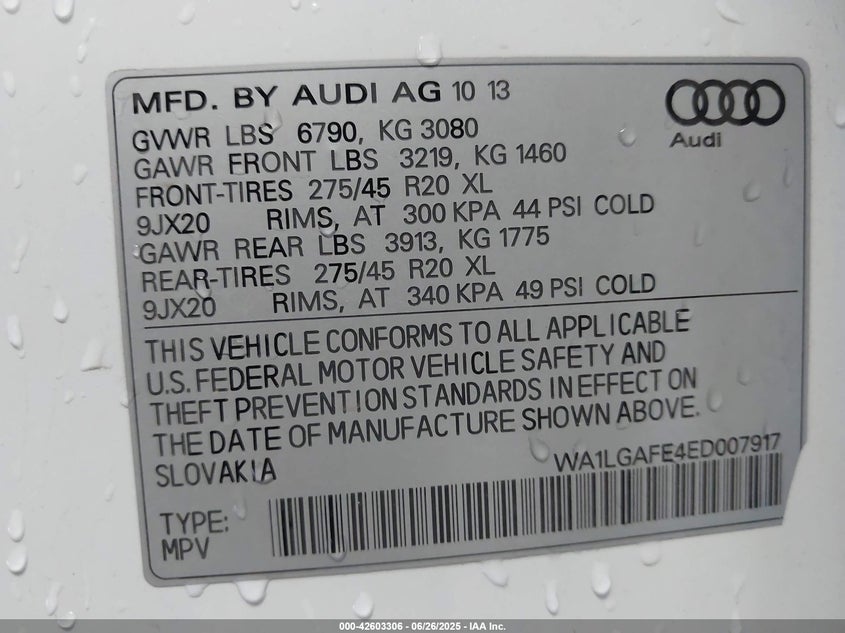 MFD. BY AUDI AG 10 13
Audi
GVWR LBS 6790, KG 3080
GAWR FRONT LBS 3219, KG 1460
FRONT-TIRES 275/45 R20 XL
9JX20 RIMS, AT 300 KPA 44 PSI COLD
GAWR REAR LBS 3913, KG 1775
REAR-TIRES 275/45 R20 XL
9JX20 RIMS, AT 340 KPA 49 PSI COLD
THIS VEHICLE CONFORMS TO ALL APPLICABLE
U.S. FEDERAL MOTOR VEHICLE SAFETY AND
THEFT PREVENTION STANDARDS IN EFFECT ON
THE DATE OF MANUFACTURE SHOWN ABOVE.
SLOVAKIA
WA1LGAFE4ED007917
TYPE:
MPV
000-42603306 - 06/26/2025 - IAA Inc.